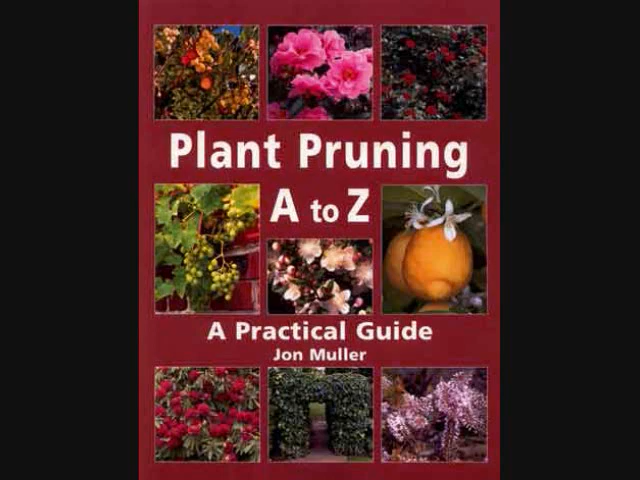 Plant Pruning
A to Z
A Practical Guide
Jon Muller